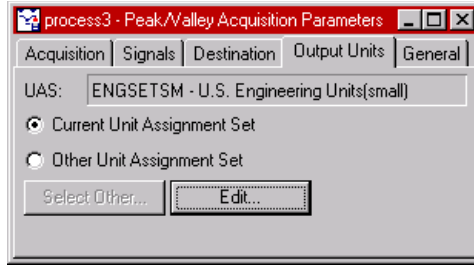 process3 - Peak/Valley Acquisition Parameters
Acquisition Signals Destination Output Units General
UAS: ENGSETSM - U.S. Engineering Units(small)
Current Unit Assignment Set
Other Unit Assignment Set
Select Other... Edit...